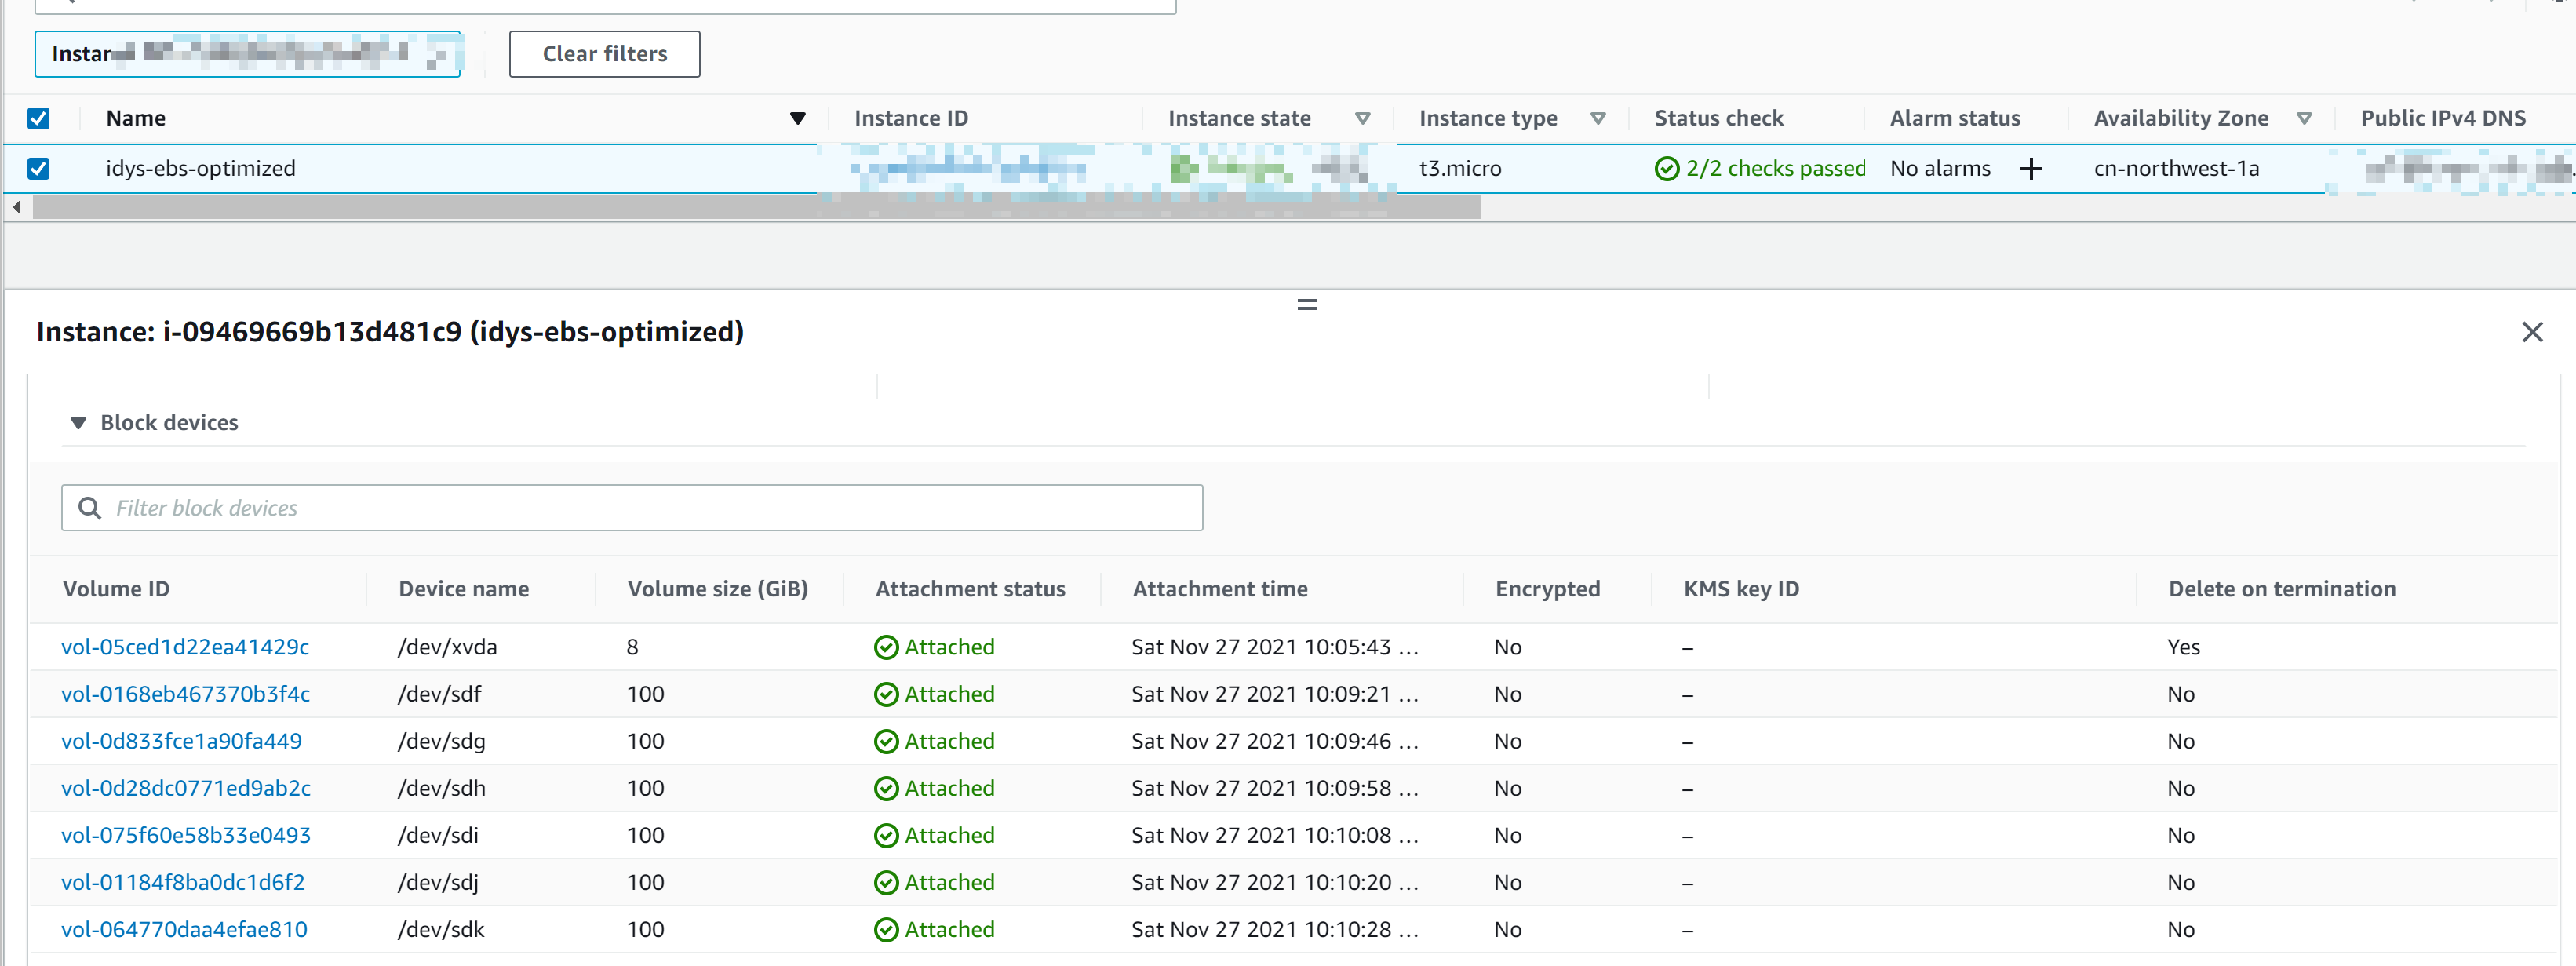 Instan
Clear filters
Name Instance ID Instance state Instance type Status check Alarm status Availability Zone Public IPv4 DNS
idys-ebs-optimized t3.micro 2/2 checks passed No alarms + cn-northwest-1a
Instance: i-09469669b13d481c9 (idys-ebs-optimized)
Block devices
Filter block devices
Volume ID Device name Volume size (GiB) Attachment status Attachment time Encrypted KMS key ID Delete on termination
vol-05ced1d22ea41429c /dev/xvda 8 Attached Sat Nov 27 2021 10:05:43 ... No – Yes
vol-0168eb467370b3f4c /dev/sdf 100 Attached Sat Nov 27 2021 10:09:21 ... No – No
vol-0d833fce1a90fa449 /dev/sdg 100 Attached Sat Nov 27 2021 10:09:46 ... No – No
vol-0d28dc0771ed9ab2c /dev/sdh 100 Attached Sat Nov 27 2021 10:09:58 ... No – No
vol-075f60e58b33e0493 /dev/sdi 100 Attached Sat Nov 27 2021 10:10:08 ... No – No
vol-01184f8ba0dc1d6f2 /dev/sdj 100 Attached Sat Nov 27 2021 10:10:20 ... No – No
vol-064770daa4efae810 /dev/sdk 100 Attached Sat Nov 27 2021 10:10:28 ... No – No